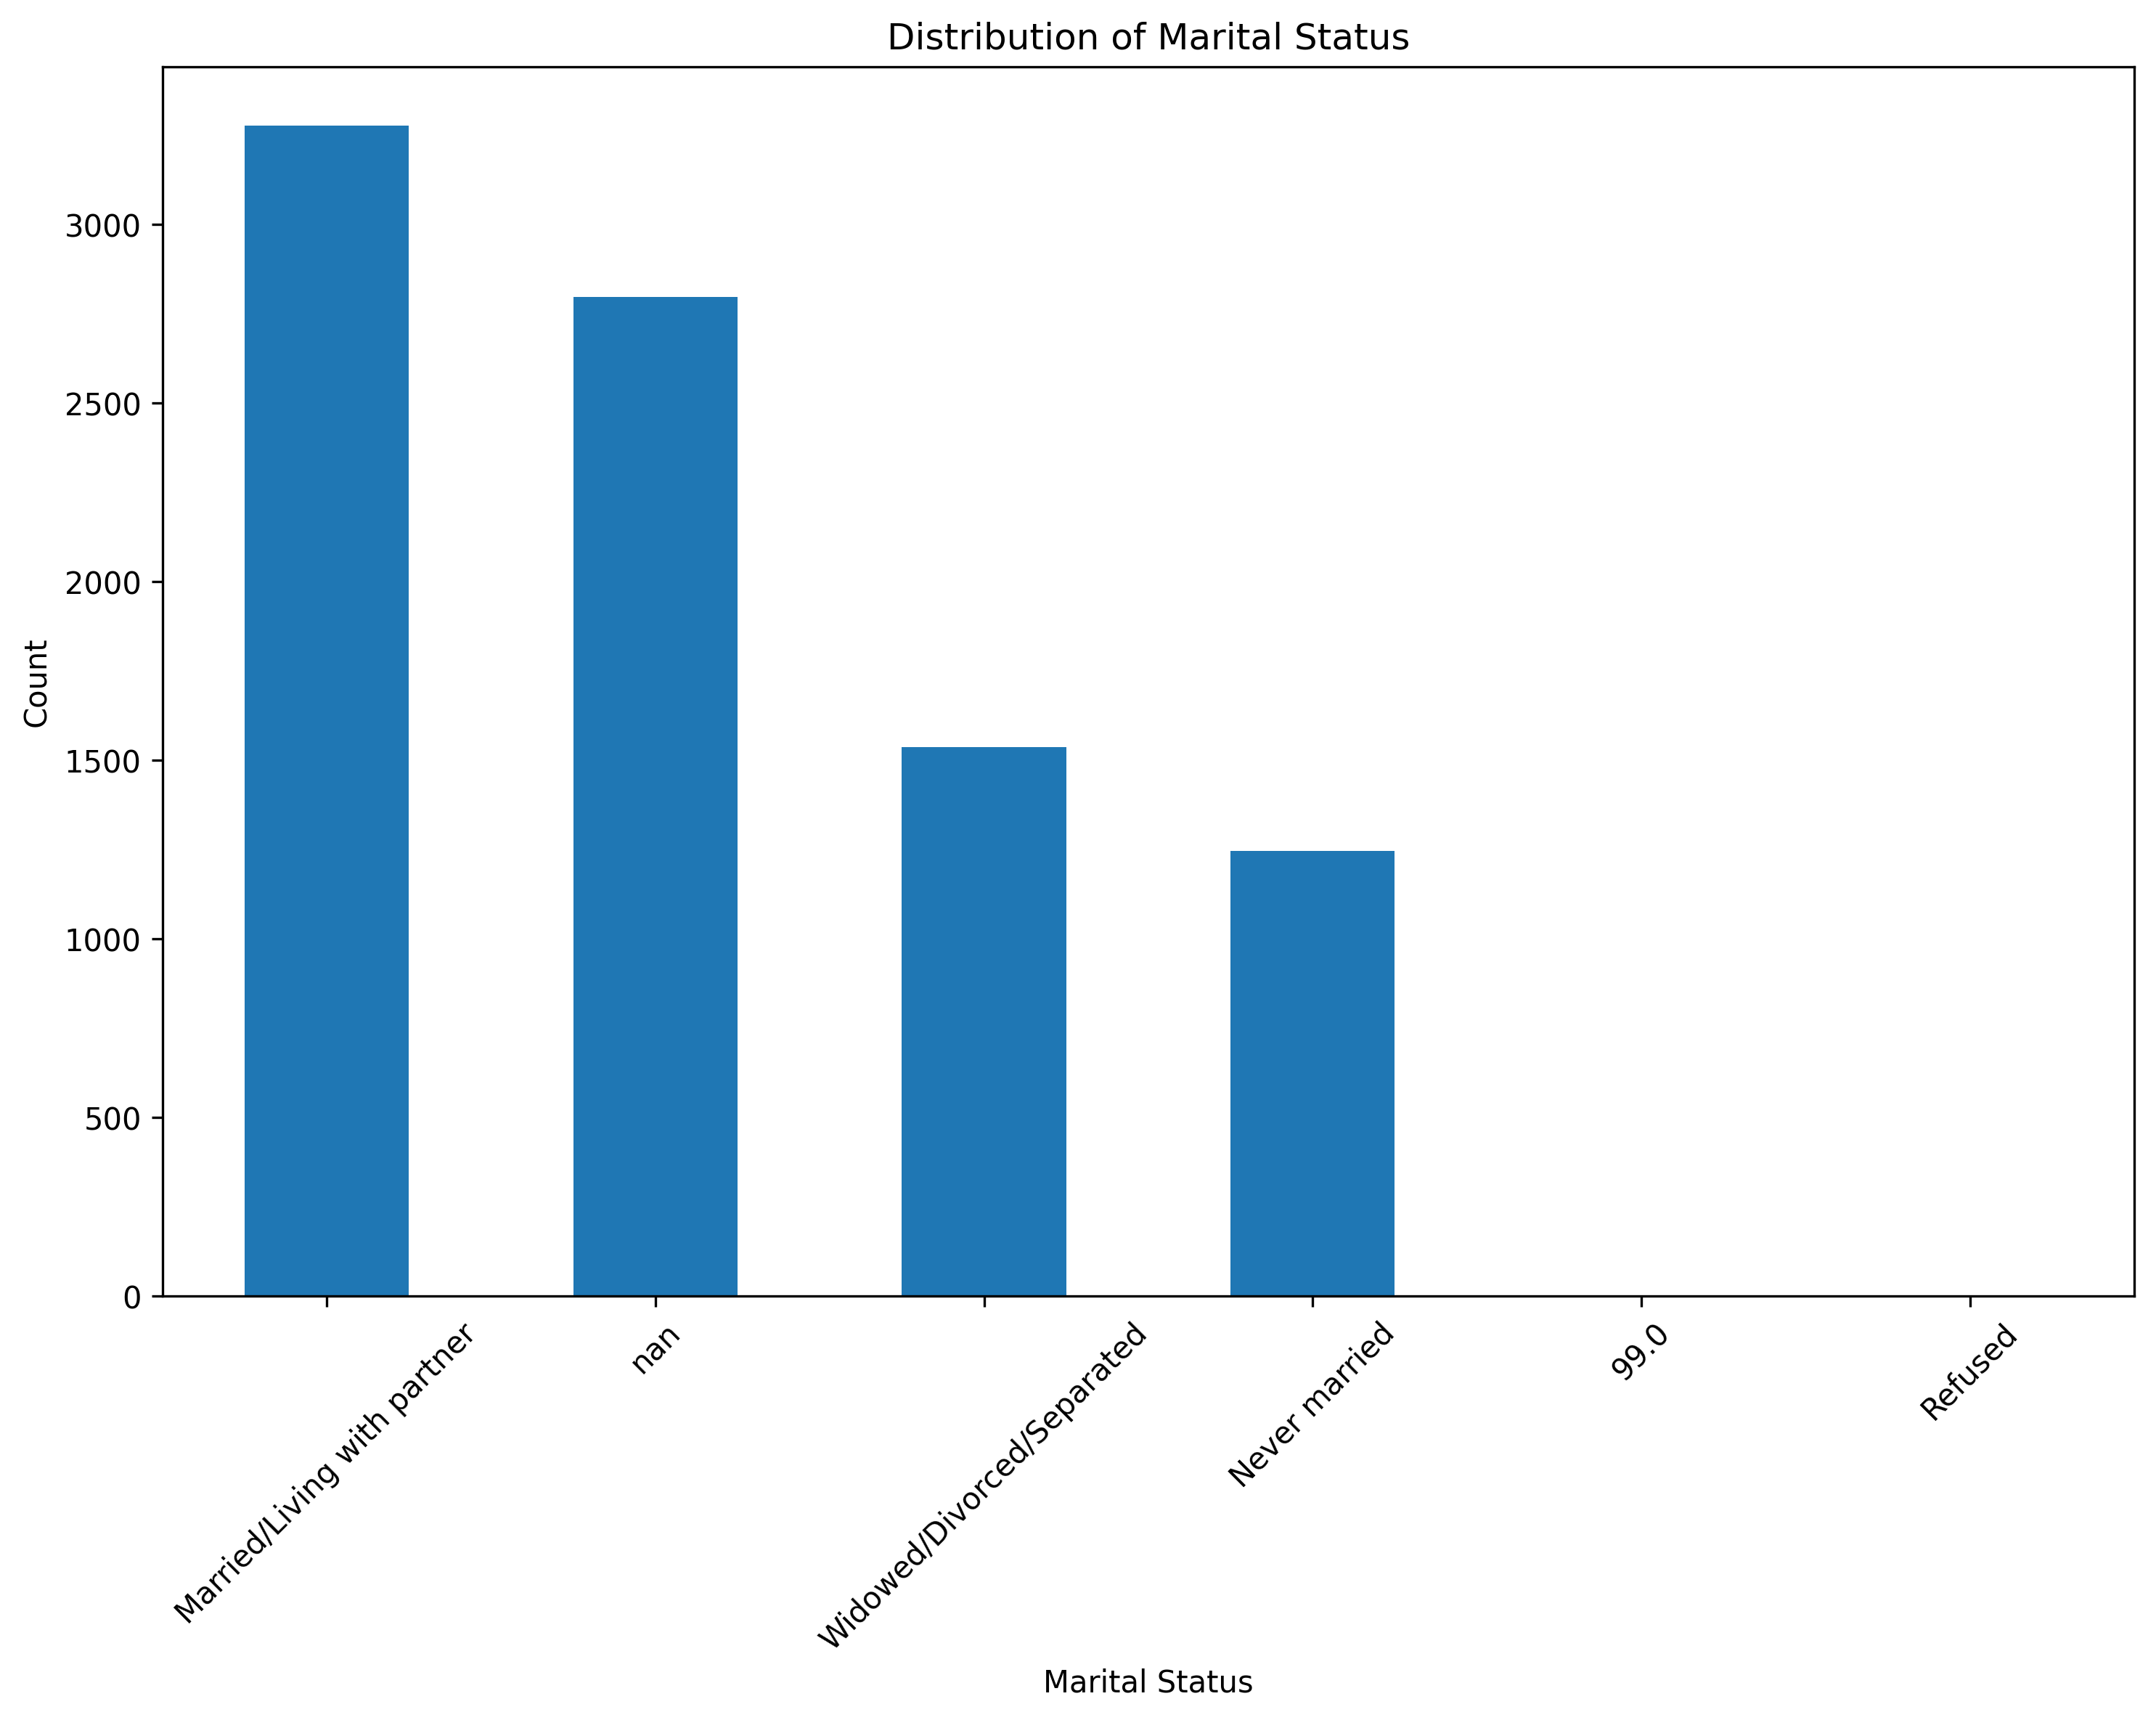 Distribution of Marital Status
Count
3000
2500
2000
1500
1000
500
0
Married/Living with partner
nan
Widowed/Divorced/Separated
Never married
99.0
Refused
Marital Status